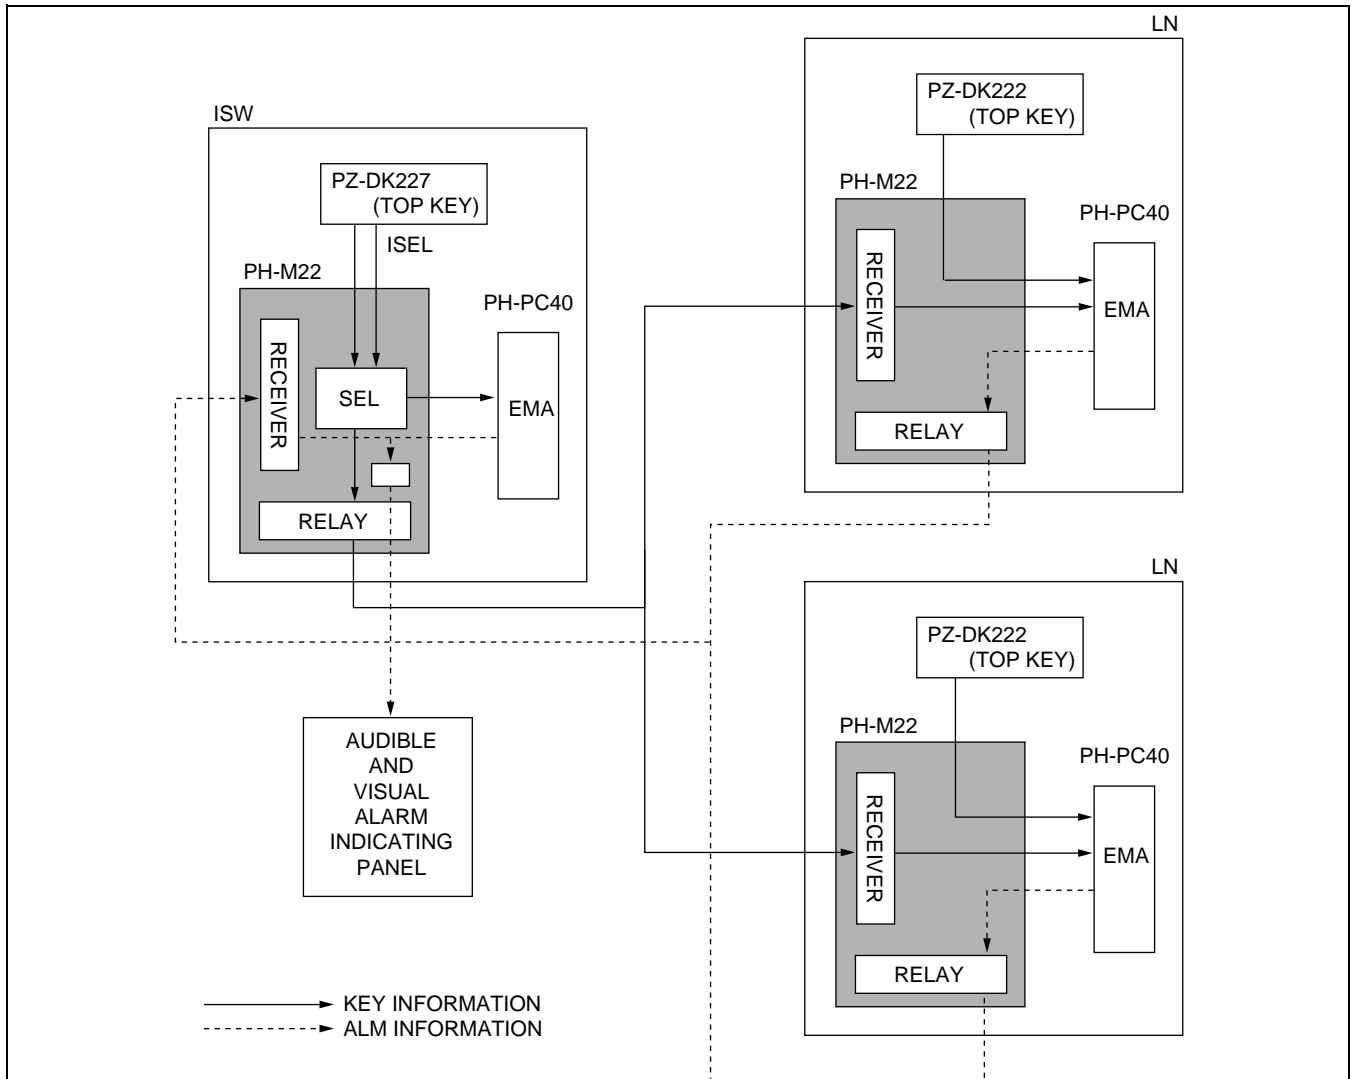 ISW
PZ-DK227
(TOP KEY)
ISEL
PH-M22
PH-PC40
RECEIVER
SEL
EMA
RELAY
AUDIBLE
AND
VISUAL
ALARM
INDICATING
PANEL
KEY INFORMATION
ALM INFORMATION
LN
PZ-DK222
(TOP KEY)
PH-M22
PH-PC40
RECEIVER
EMA
RELAY
LN
PZ-DK222
(TOP KEY)
PH-M22
PH-PC40
RECEIVER
EMA
RELAY